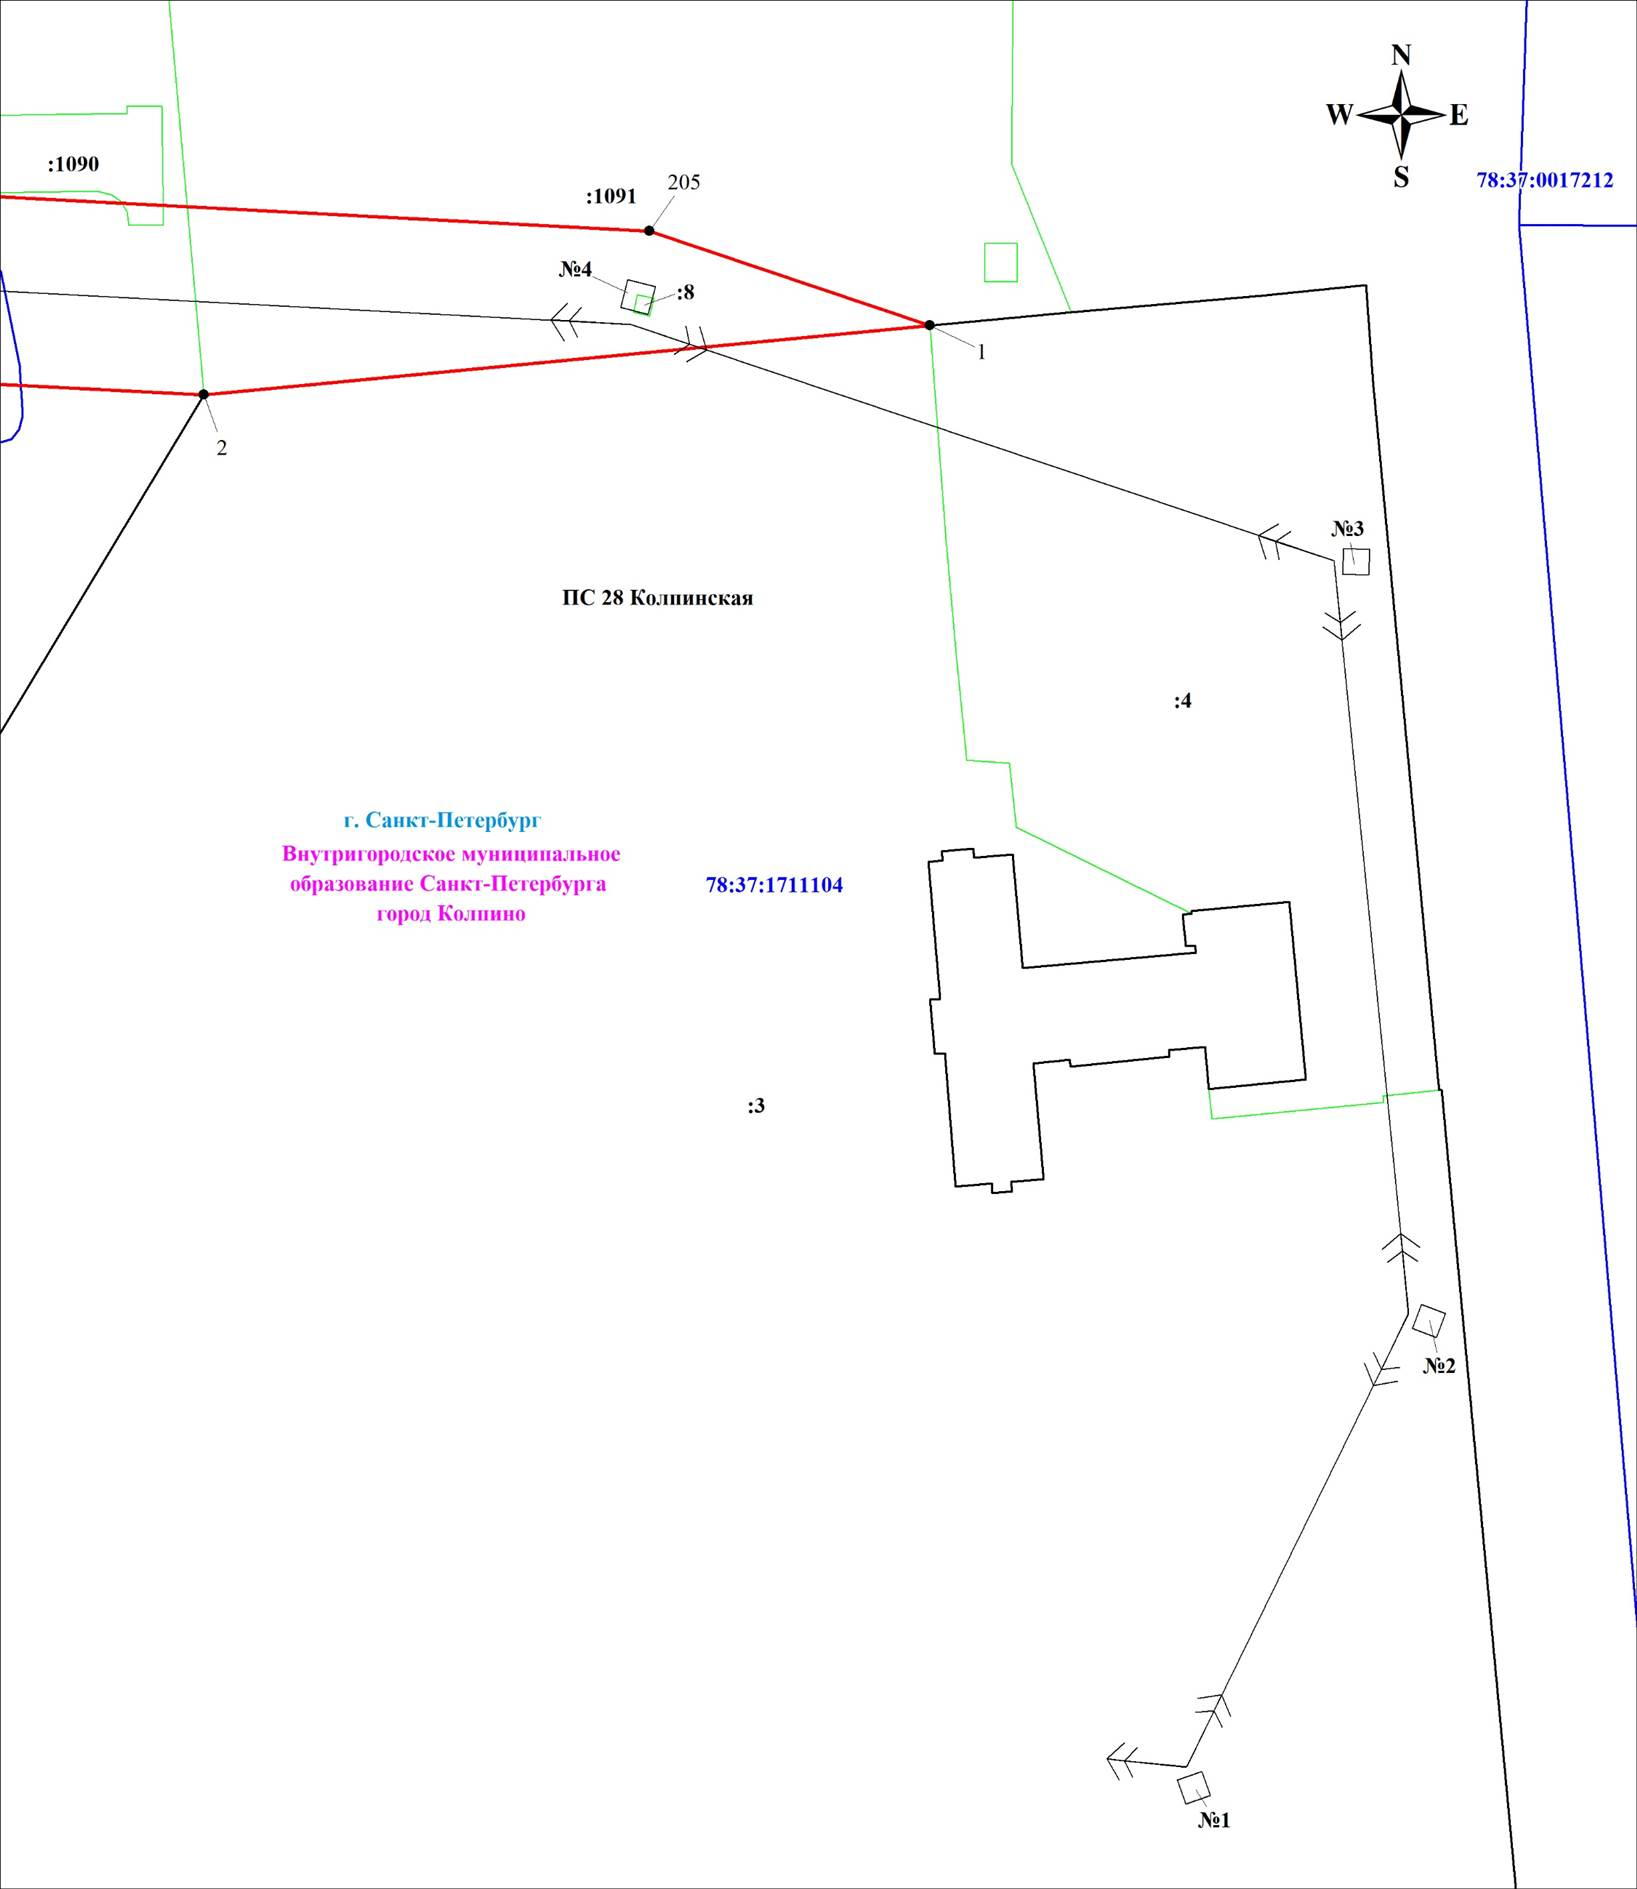 N
W E
S
:1090
:1091
205
78:37:0017212
№4
:8
1
2
№3
ПС 28 Колпинская
:4
г. Санкт-Петербург
Внутригородское муниципальное
образование Санкт-Петербурга
город Колпино
78:37:1711104
:3
№2
№1